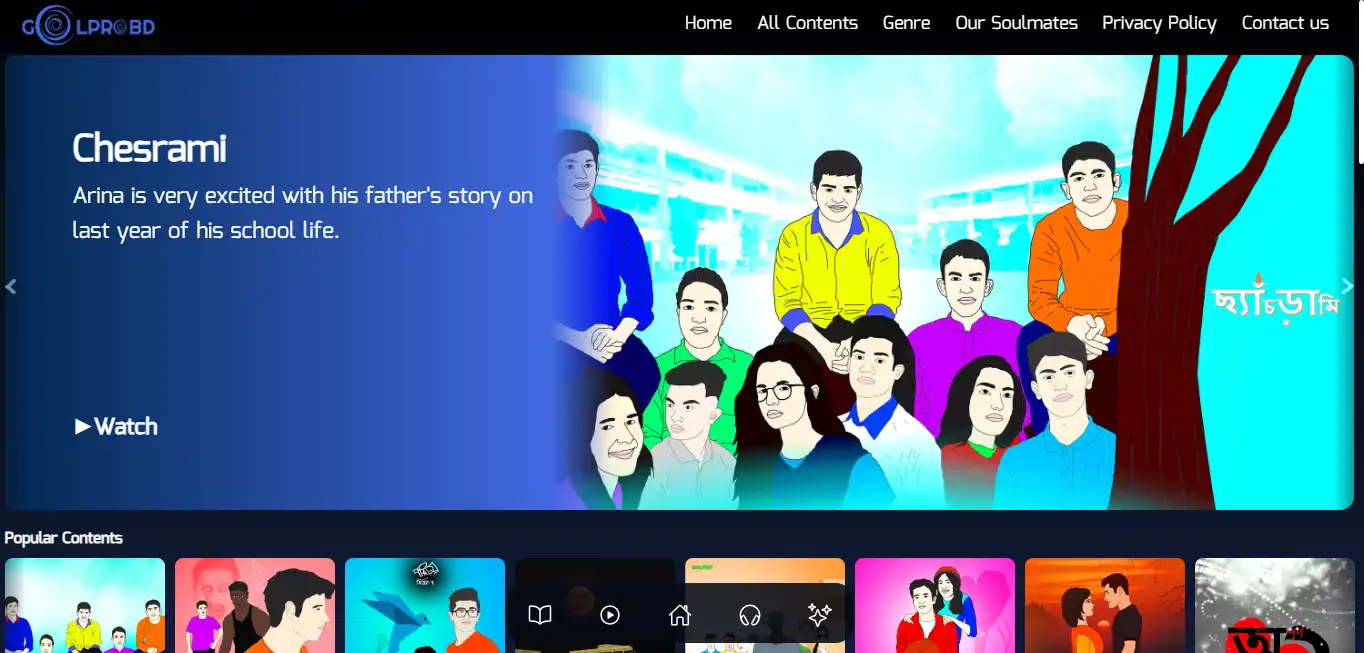 GOLPROBD
Home All Contents Genre Our Soulmates Privacy Policy Contact us
Chesrami
Arina is very excited with his father's story on
last year of his school life.
ছ্যাঁচড়ামি
►Watch
Popular Contents